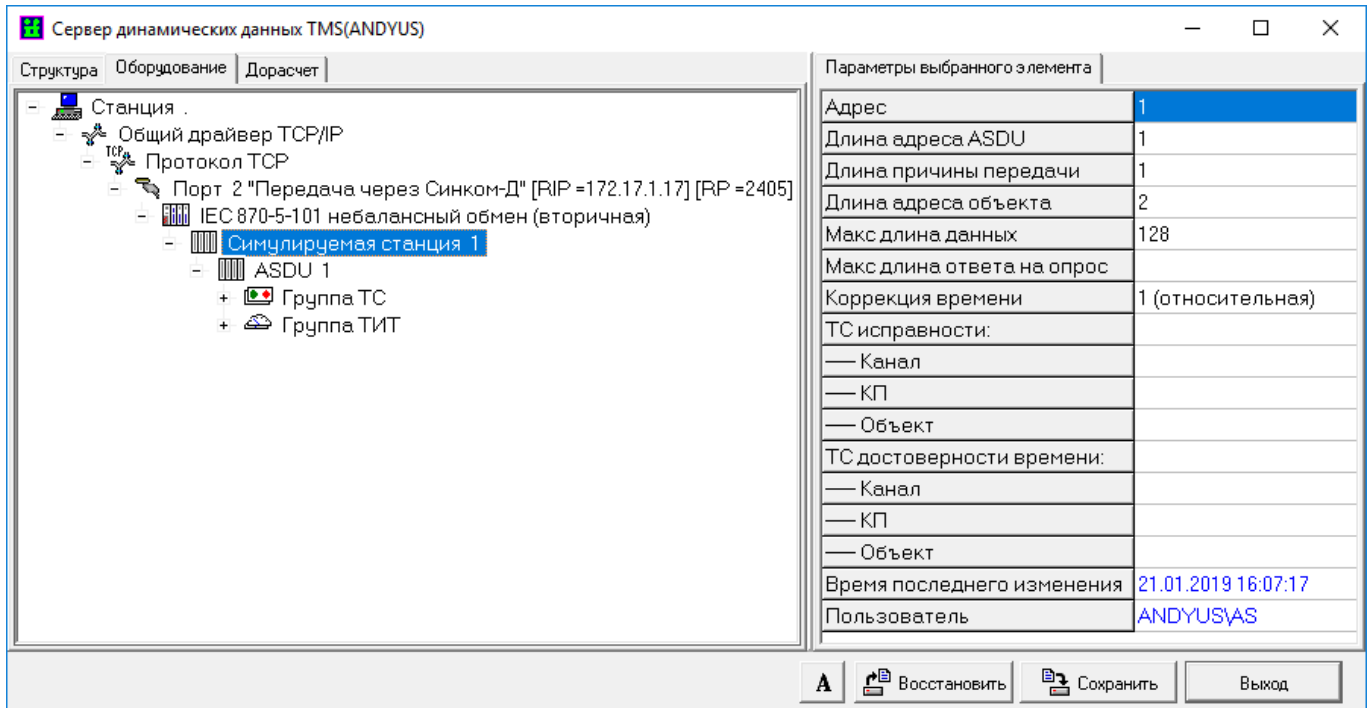 Сервер динамических данных TMS(ANDYUS)
Структура Оборудование Дорасчет
Станция .
Общий драйвер TCP/IP
TCP Протокол TCP
Порт 2 "Передача через Синком-Д" [RIP =172.17.1.17] [RP =2405]
IEC 870-5-101 небалансный обмен (вторичная)
Симулируемая станция 1
ASDU 1
Группа ТС
Группа ТИТ
Параметры выбранного элемента
Адрес 1
Длина адреса ASDU 1
Длина причины передачи 1
Длина адреса объекта 2
Макс длина данных 128
Макс длина ответа на опрос
Коррекция времени 1 (относительная)
ТС исправности:
── Канал
── КП
── Объект
ТС достоверности времени:
── Канал
── КП
── Объект
Время последнего изменения 21.01.2019 16:07:17
Пользователь ANDYUS\AS
A Восстановить Сохранить Выход